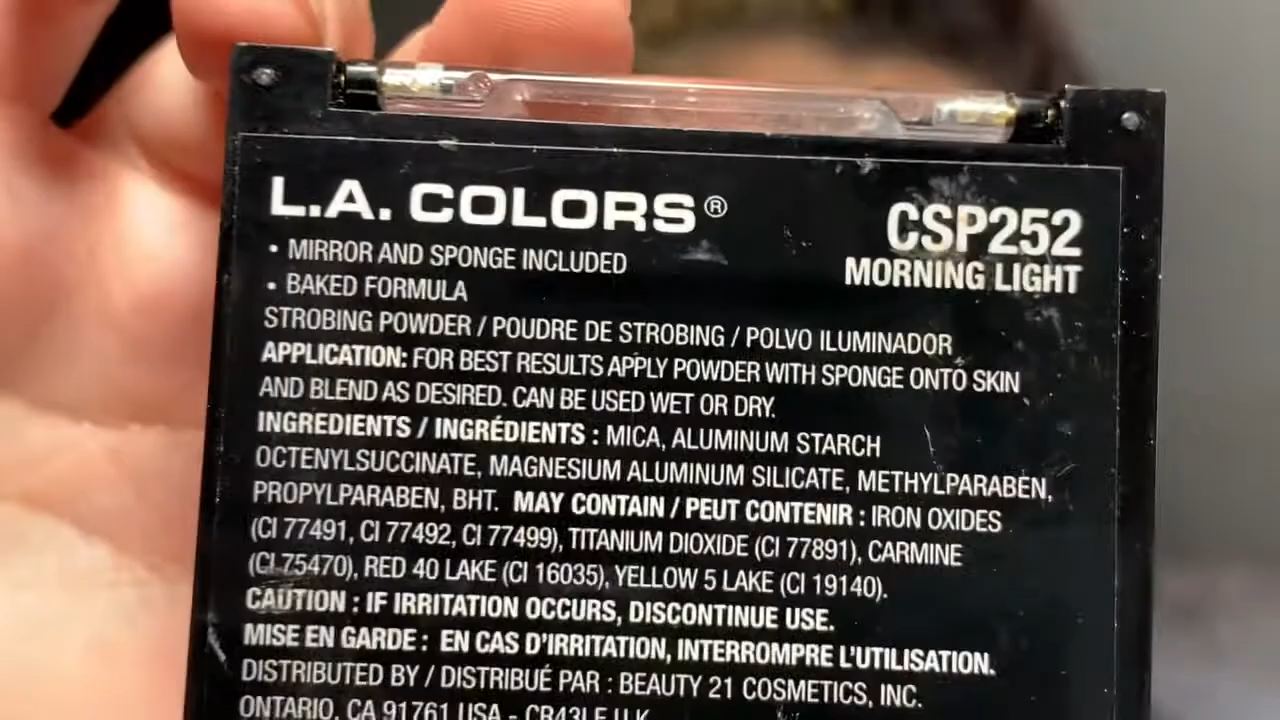 L.A. COLORS®
CSP252
MORNING LIGHT
• MIRROR AND SPONGE INCLUDED
• BAKED FORMULA
STROBING POWDER / POUDRE DE STROBING / POLVO ILUMINADOR
APPLICATION: FOR BEST RESULTS APPLY POWDER WITH SPONGE ONTO SKIN
AND BLEND AS DESIRED. CAN BE USED WET OR DRY.
INGREDIENTS / INGRÉDIENTS : MICA, ALUMINUM STARCH
OCTENYLSUCCINATE, MAGNESIUM ALUMINUM SILICATE, METHYLPARABEN,
PROPYLPARABEN, BHT. MAY CONTAIN / PEUT CONTENIR : IRON OXIDES
(CI 77491, CI 77492, CI 77499), TITANIUM DIOXIDE (CI 77891), CARMINE
(CI 75470), RED 40 LAKE (CI 16035), YELLOW 5 LAKE (CI 19140).
CAUTION : IF IRRITATION OCCURS, DISCONTINUE USE.
MISE EN GARDE : EN CAS D'IRRITATION, INTERROMPRE L'UTILISATION.
DISTRIBUTED BY / DISTRIBUÉ PAR : BEAUTY 21 COSMETICS, INC.
ONTARIO, CA 91761 USA -